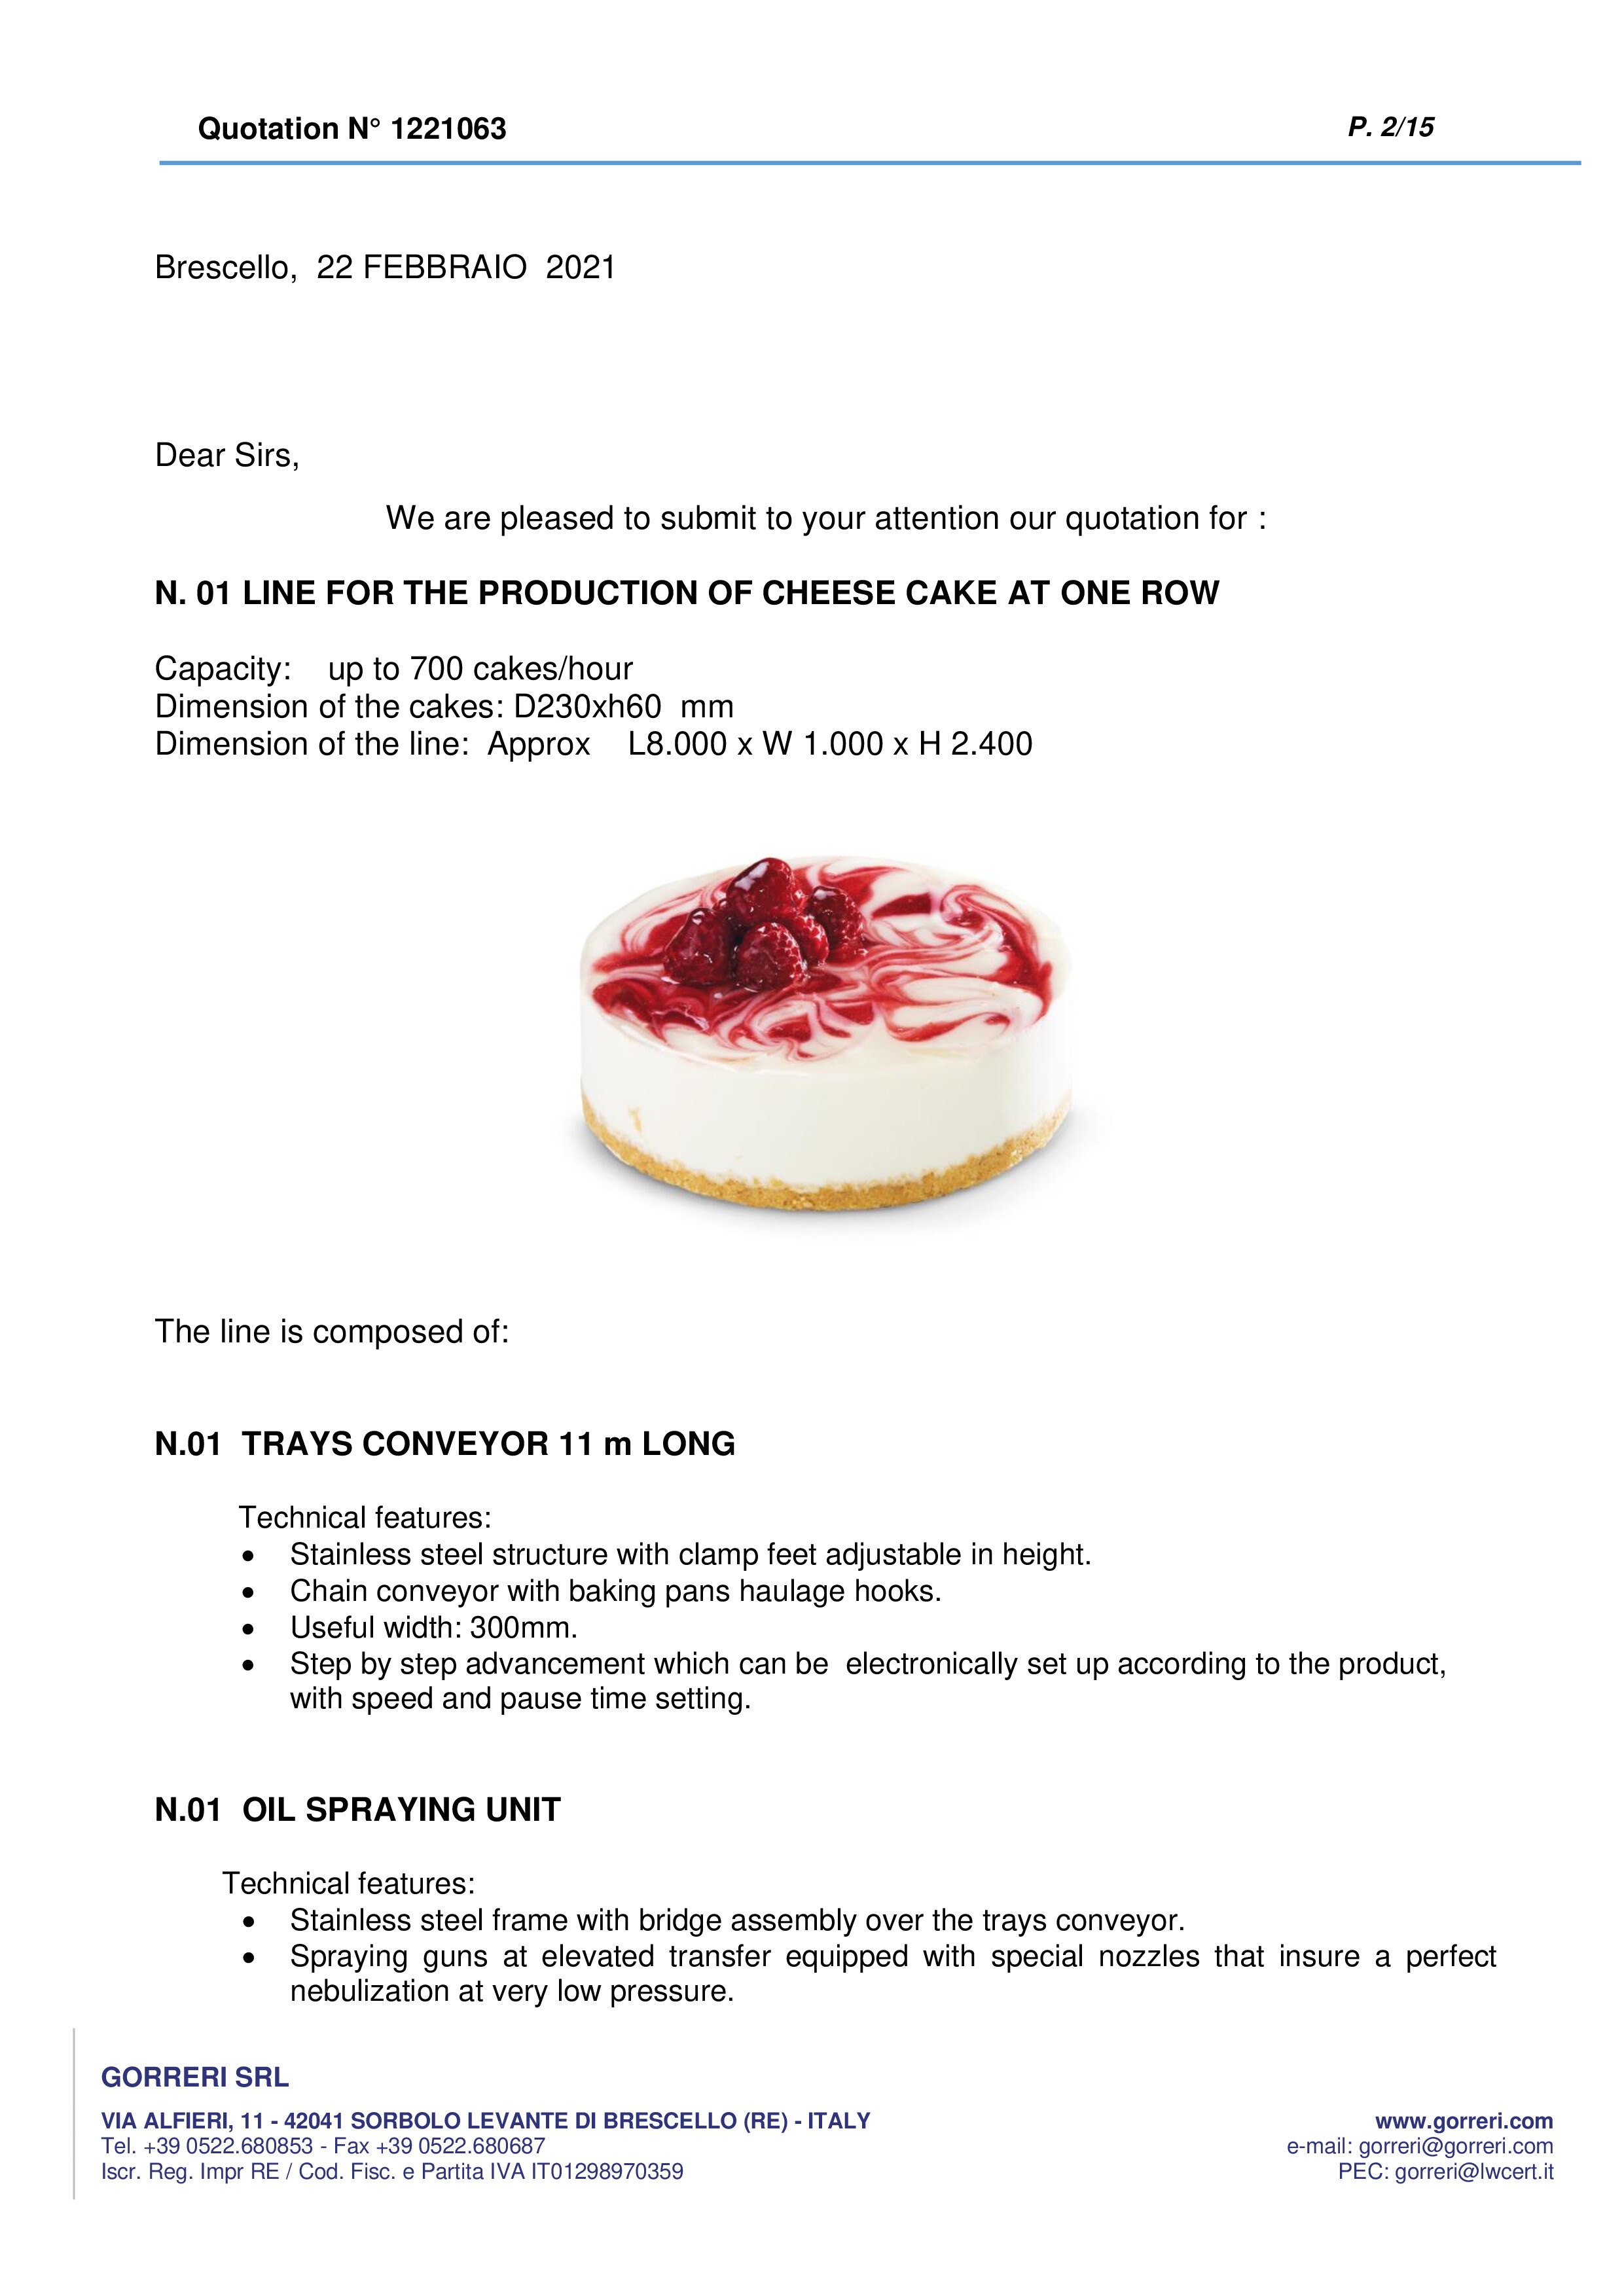 Quotation N° 1221063
P. 2/15
Brescello, 22 FEBBRAIO 2021
Dear Sirs,
We are pleased to submit to your attention our quotation for :
N. 01 LINE FOR THE PRODUCTION OF CHEESE CAKE AT ONE ROW
Capacity: up to 700 cakes/hour
Dimension of the cakes: D230xh60 mm
Dimension of the line: Approx L8.000 x W 1.000 x H 2.400
The line is composed of:
N.01 TRAYS CONVEYOR 11 m LONG
Technical features:
• Stainless steel structure with clamp feet adjustable in height.
• Chain conveyor with baking pans haulage hooks.
• Useful width: 300mm.
• Step by step advancement which can be electronically set up according to the product,
with speed and pause time setting.
N.01 OIL SPRAYING UNIT
Technical features:
• Stainless steel frame with bridge assembly over the trays conveyor.
• Spraying guns at elevated transfer equipped with special nozzles that insure a perfect
nebulization at very low pressure.
GORRERI SRL
VIA ALFIERI, 11 - 42041 SORBOLO LEVANTE DI BRESCELLO (RE) - ITALY
Tel. +39 0522.680853 - Fax +39 0522.680687
Iscr. Reg. Impr RE / Cod. Fisc. e Partita IVA IT01298970359
www.gorreri.com
e-mail: gorreri@gorreri.com
PEC: gorreri@lwcert.it